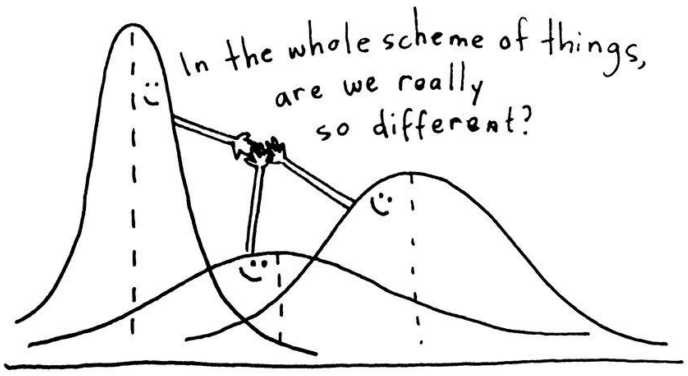 In the whole scheme of things,
are we really
so different?